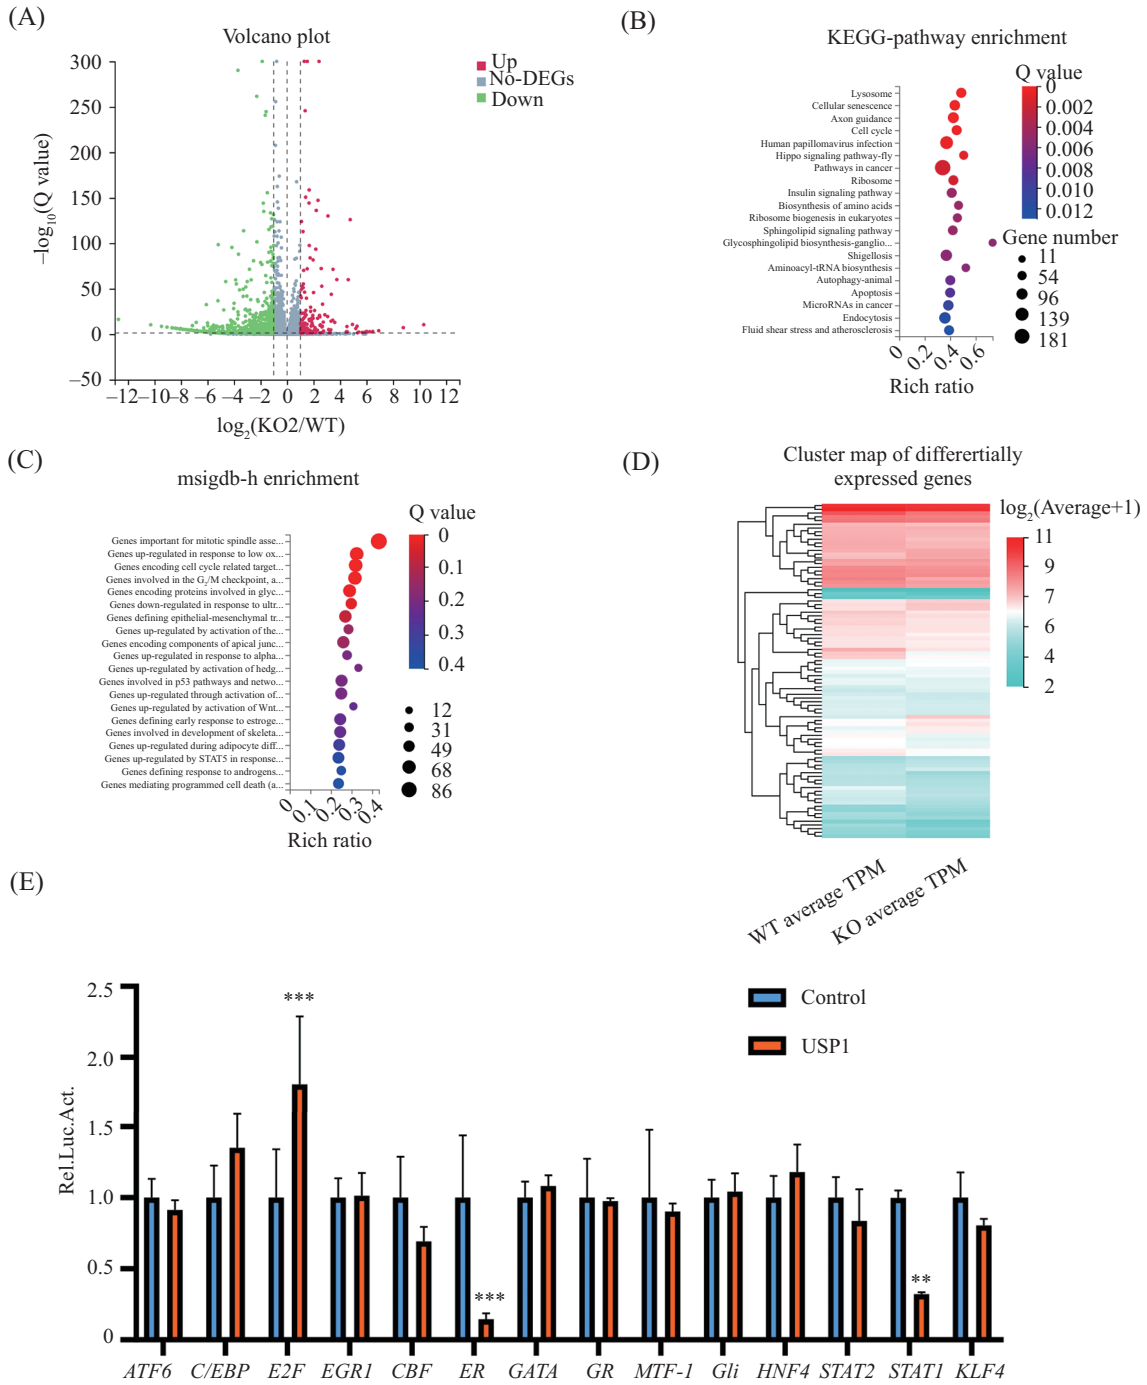 (A)
Volcano plot
Up
No-DEGs
Down
300
250
200
150
100
50
0
−50
−log10(Q value)
−12 −10 −8 −6 −4 −2 0 2 4 6 8 10 12
log2(KO2/WT)
(B)
KEGG-pathway enrichment
Lysosome
Cellular senescence
Axon guidance
Cell cycle
Human papillomavirus infection
Hippo signaling pathway-fly
Pathways in cancer
Ribosome
Insulin signaling pathway
Biosynthesis of amino acids
Ribosome biogenesis in eukaryotes
Sphingolipid signaling pathway
Glycosphingolipid biosynthesis-ganglio...
Shigellosis
Aminoacyl-tRNA biosynthesis
Autophagy-animal
Apoptosis
MicroRNAs in cancer
Endocytosis
Fluid shear stress and atherosclerosis
0 0.2 0.4 0.6
Rich ratio
Q value
0
0.002
0.004
0.006
0.008
0.010
0.012
Gene number
11
54
96
139
181
(C)
msigdb-h enrichment
Genes important for mitotic spindle asse...
Genes up-regulated in response to low ox...
Genes encoding cell cycle related target...
Genes involved in the G2/M checkpoint, a...
Genes encoding proteins involved in glyc...
Genes down-regulated in response to ultr...
Genes defining epithelial-mesenchymal tr...
Genes up-regulated by activation of the...
Genes encoding components of apical junc...
Genes up-regulated in response to alpha...
Genes up-regulated by activation of hedg...
Genes involved in p53 pathways and netwo...
Genes up-regulated through activation of...
Genes up-regulated by activation of Wnt...
Genes defining early response to estroge...
Genes involved in development of skeleta...
Genes up-regulated during adipocyte diff...
Genes up-regulated by STAT5 in response...
Genes defining response to androgens...
Genes mediating programmed cell death (a...
0 0.1 0.2 0.3 0.4
Rich ratio
Q value
0
0.1
0.2
0.3
0.4
12
31
49
68
86
(D)
Cluster map of differertially
expressed genes
log2(Average+1)
11
9
7
6
4
2
WT average TPM
KO average TPM
(E)
2.5
2.0
1.5
1.0
0.5
0
Rel.Luc.Act.
***
***
**
Control
USP1
ATF6 C/EBP E2F EGR1 CBF ER GATA GR MTF-1 Gli HNF4 STAT2 STAT1 KLF4